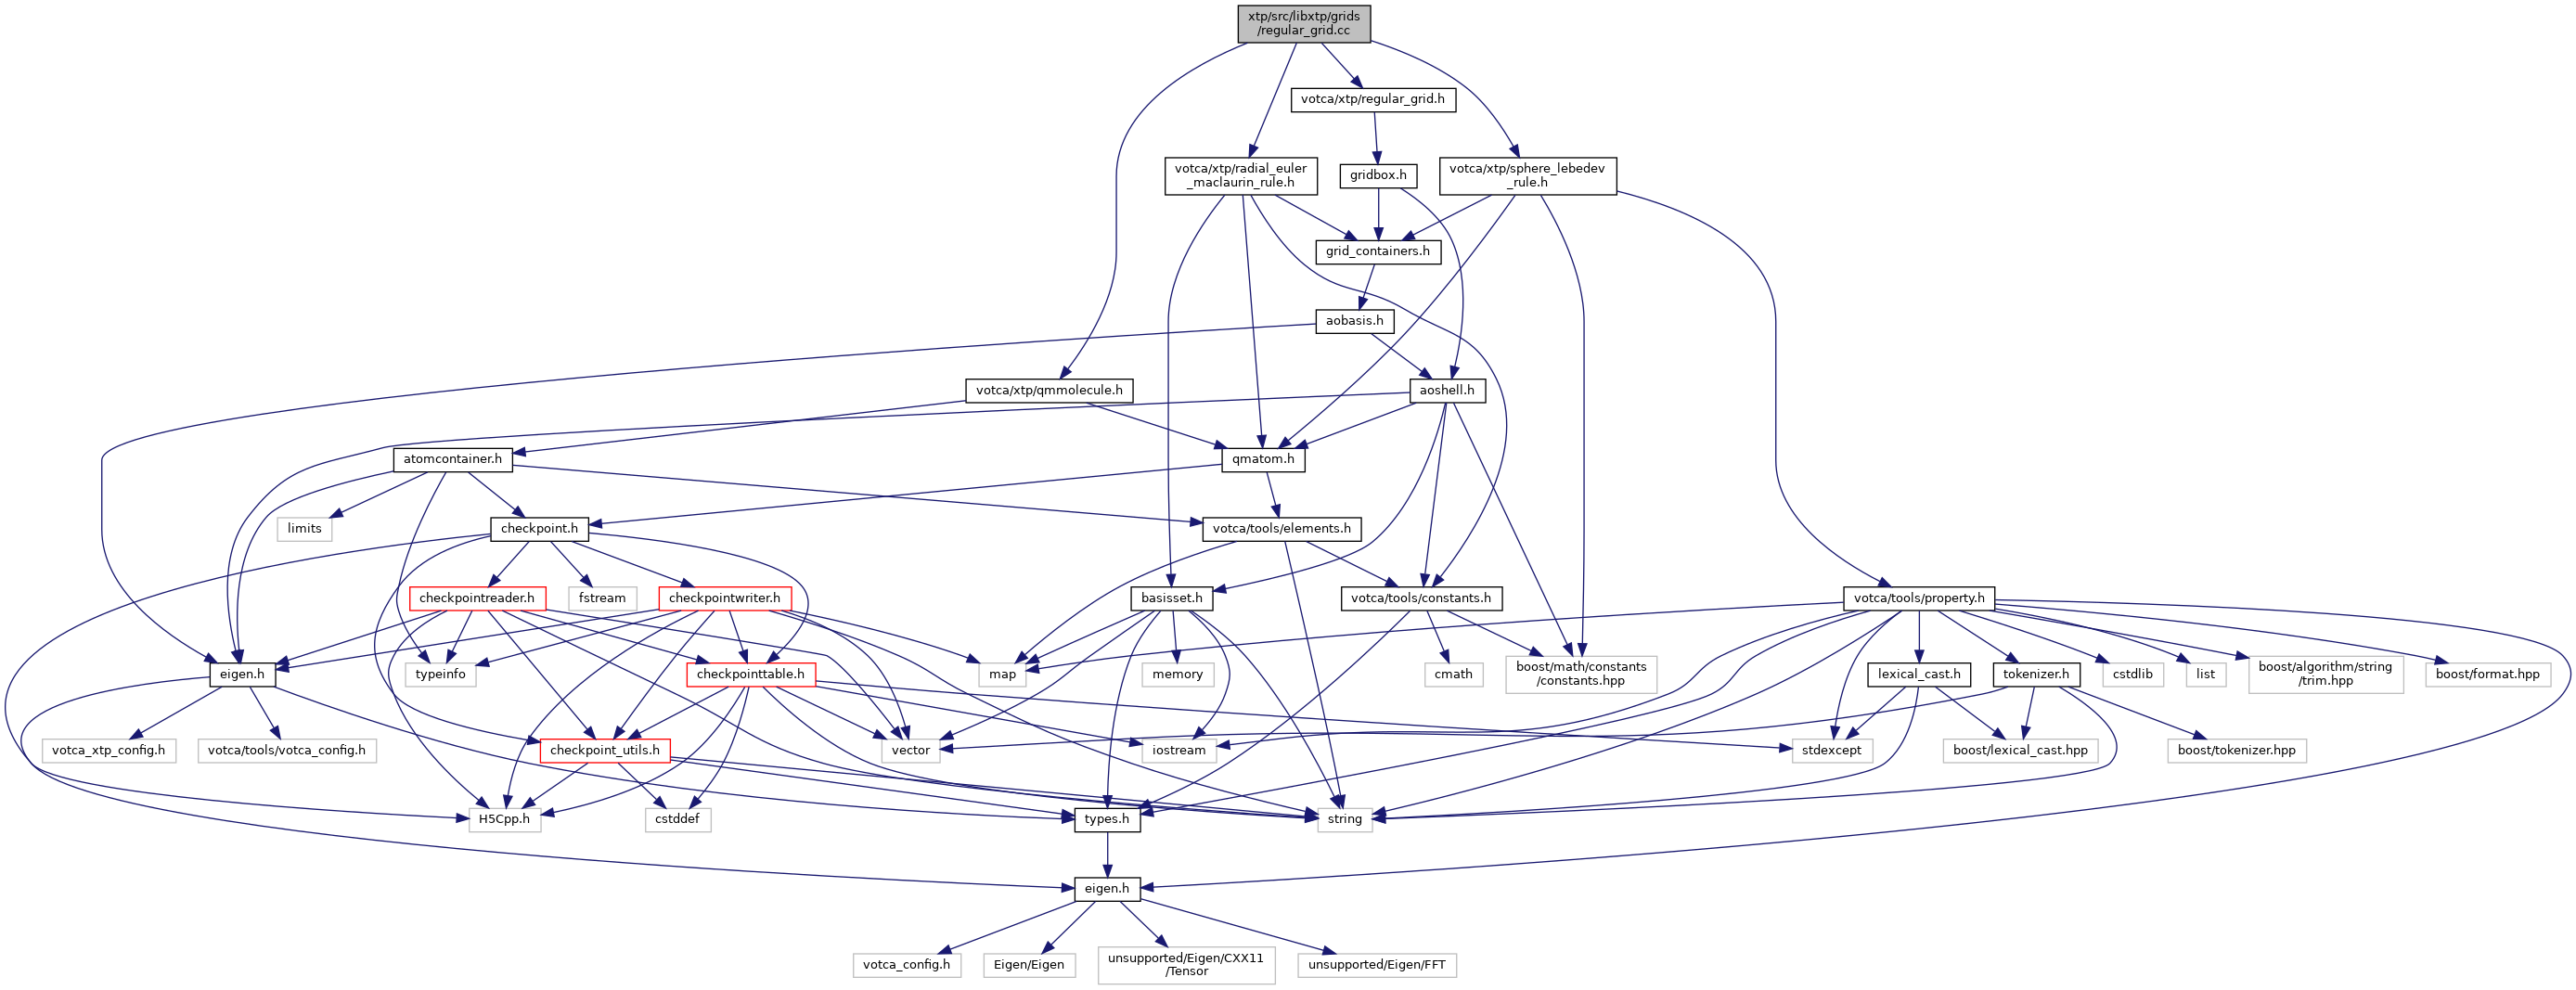 xtp/src/libxtp/grids
/regular_grid.cc
votca/xtp/regular_grid.h
votca/xtp/radial_euler
_maclaurin_rule.h
gridbox.h
votca/xtp/sphere_lebedev
_rule.h
grid_containers.h
aobasis.h
votca/xtp/qmmolecule.h
aoshell.h
atomcontainer.h
qmatom.h
limits
checkpoint.h
votca/tools/elements.h
checkpointreader.h
fstream
checkpointwriter.h
basisset.h
votca/tools/constants.h
votca/tools/property.h
eigen.h
typeinfo
checkpointtable.h
map
memory
cmath
boost/math/constants
/constants.hpp
lexical_cast.h
tokenizer.h
cstdlib
list
boost/algorithm/string
/trim.hpp
boost/format.hpp
votca_xtp_config.h
votca/tools/votca_config.h
checkpoint_utils.h
vector
iostream
stdexcept
boost/lexical_cast.hpp
boost/tokenizer.hpp
H5Cpp.h
cstddef
types.h
string
eigen.h
votca_config.h
Eigen/Eigen
unsupported/Eigen/CXX11
/Tensor
unsupported/Eigen/FFT